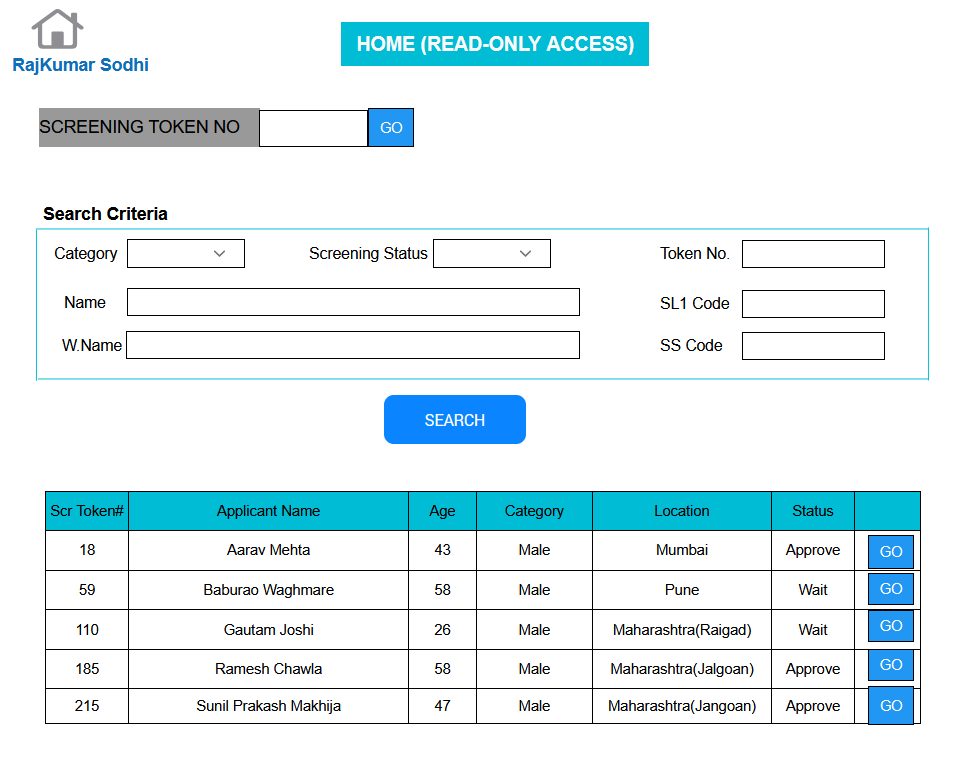 HOME (READ-ONLY ACCESS)
RajKumar Sodhi
SCREENING TOKEN NO GO
Search Criteria
Category Screening Status Token No.
Name SL1 Code
W.Name SS Code
SEARCH
Scr Token# Applicant Name Age Category Location Status
18 Aarav Mehta 43 Male Mumbai Approve GO
59 Baburao Waghmare 58 Male Pune Wait GO
110 Gautam Joshi 26 Male Maharashtra(Raigad) Wait GO
185 Ramesh Chawla 58 Male Maharashtra(Jalgoan) Approve GO
215 Sunil Prakash Makhija 47 Male Maharashtra(Jangoan) Approve GO